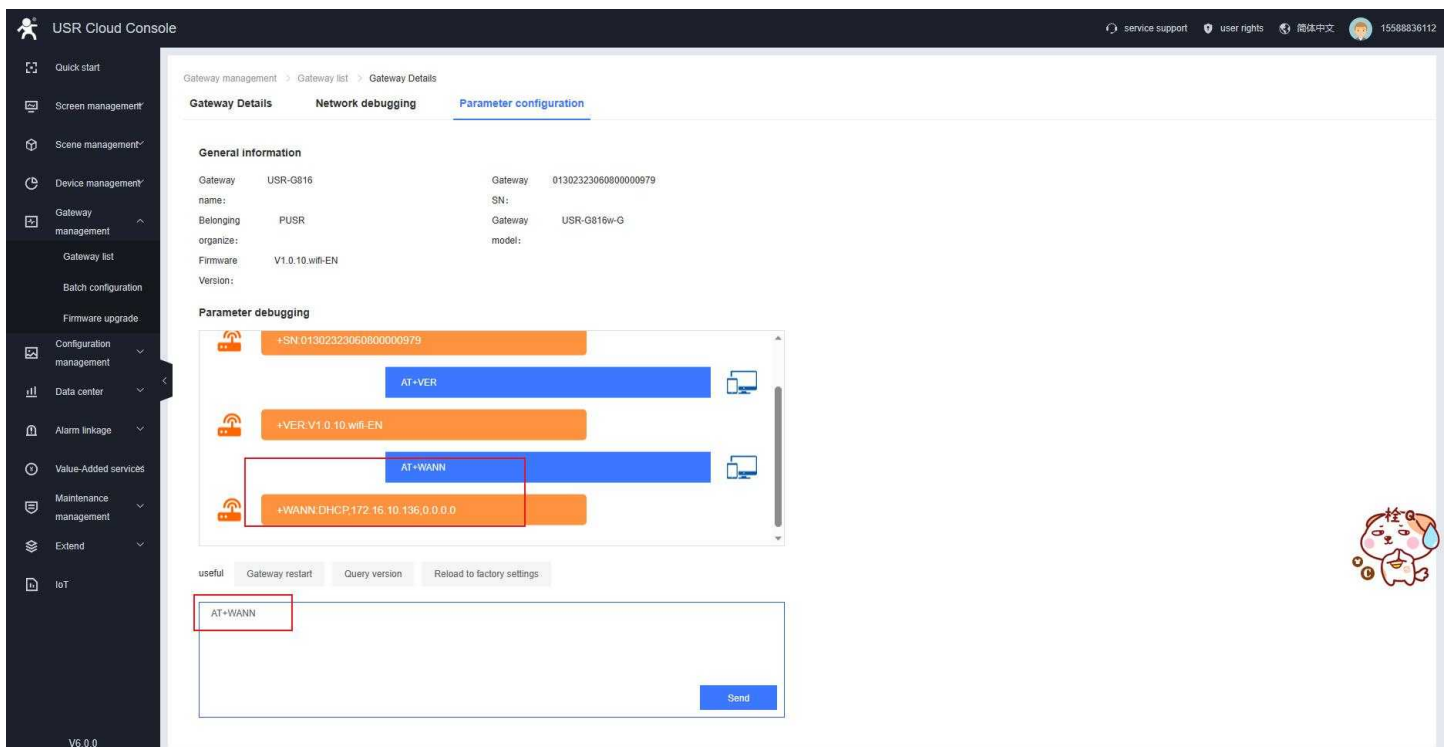 USR Cloud Console
service support
user rights
简体中文
15588836112
Quick start
Screen management
Scene management
Device management
Gateway
management
Gateway list
Batch configuration
Firmware upgrade
Configuration
management
Data center
Alarm linkage
Value-Added services
Maintenance
management
Extend
IoT
V6.0.0
Gateway management > Gateway list > Gateway Details
Gateway Details Network debugging Parameter configuration
General information
Gateway name: USR-G816
Gateway SN: 01302323060800000979
Belonging organize: PUSR
Gateway model: USR-G816w-G
Firmware Version: V1.0.10.wifi-EN
Parameter debugging
+SN:01302323060800000979
AT+VER
+VER:V1.0.10.wifi-EN
AT+WANN
+WANN:DHCP,172.16.10.136,0.0.0.0
useful Gateway restart Query version Reload to factory settings
AT+WANN
Send
栓Q